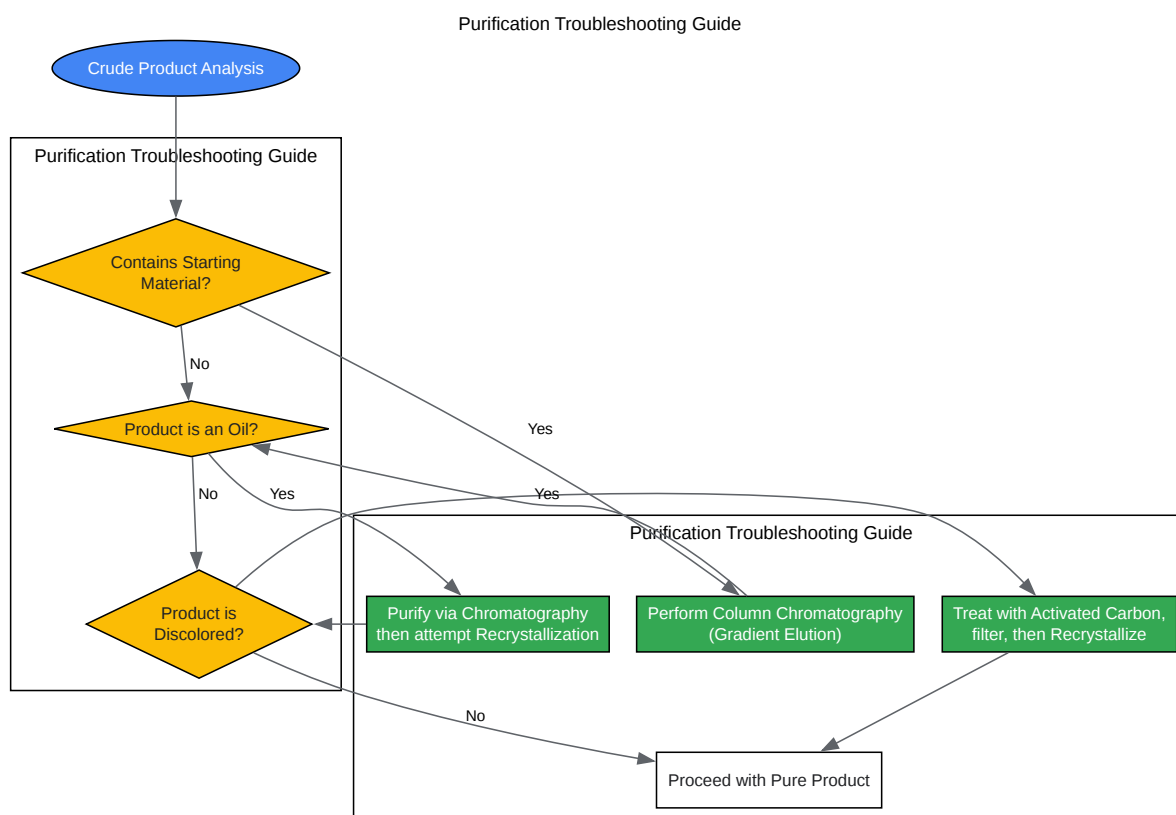 Purification Troubleshooting Guide
Crude Product Analysis
Purification Troubleshooting Guide
Contains Starting
Material?
No
Yes
Product is an Oil?
No
Yes
Yes
Purification Troubleshooting Guide
Product is
Discolored?
Purify via Chromatography
then attempt Recrystallization
Perform Column Chromatography
(Gradient Elution)
Treat with Activated Carbon,
filter, then Recrystallize
No
Proceed with Pure Product